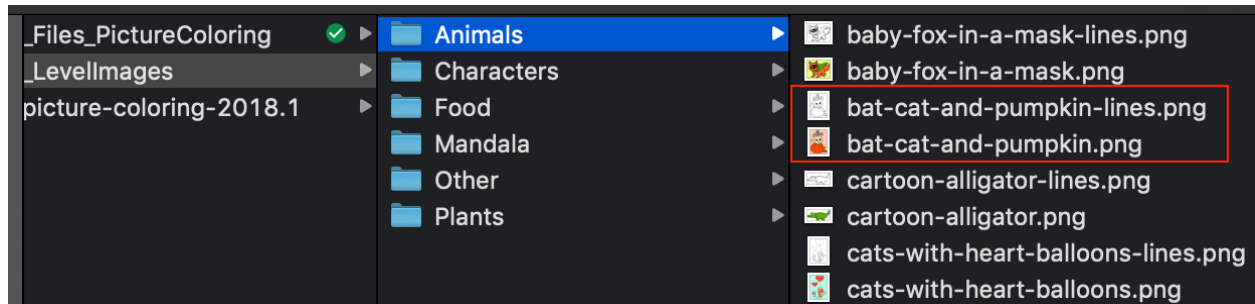 _Files_PictureColoring
_LevelImages
picture-coloring-2018.1
Animals
Characters
Food
Mandala
Other
Plants
baby-fox-in-a-mask-lines.png
baby-fox-in-a-mask.png
bat-cat-and-pumpkin-lines.png
bat-cat-and-pumpkin.png
cartoon-alligator-lines.png
cartoon-alligator.png
cats-with-heart-balloons-lines.png
cats-with-heart-balloons.png